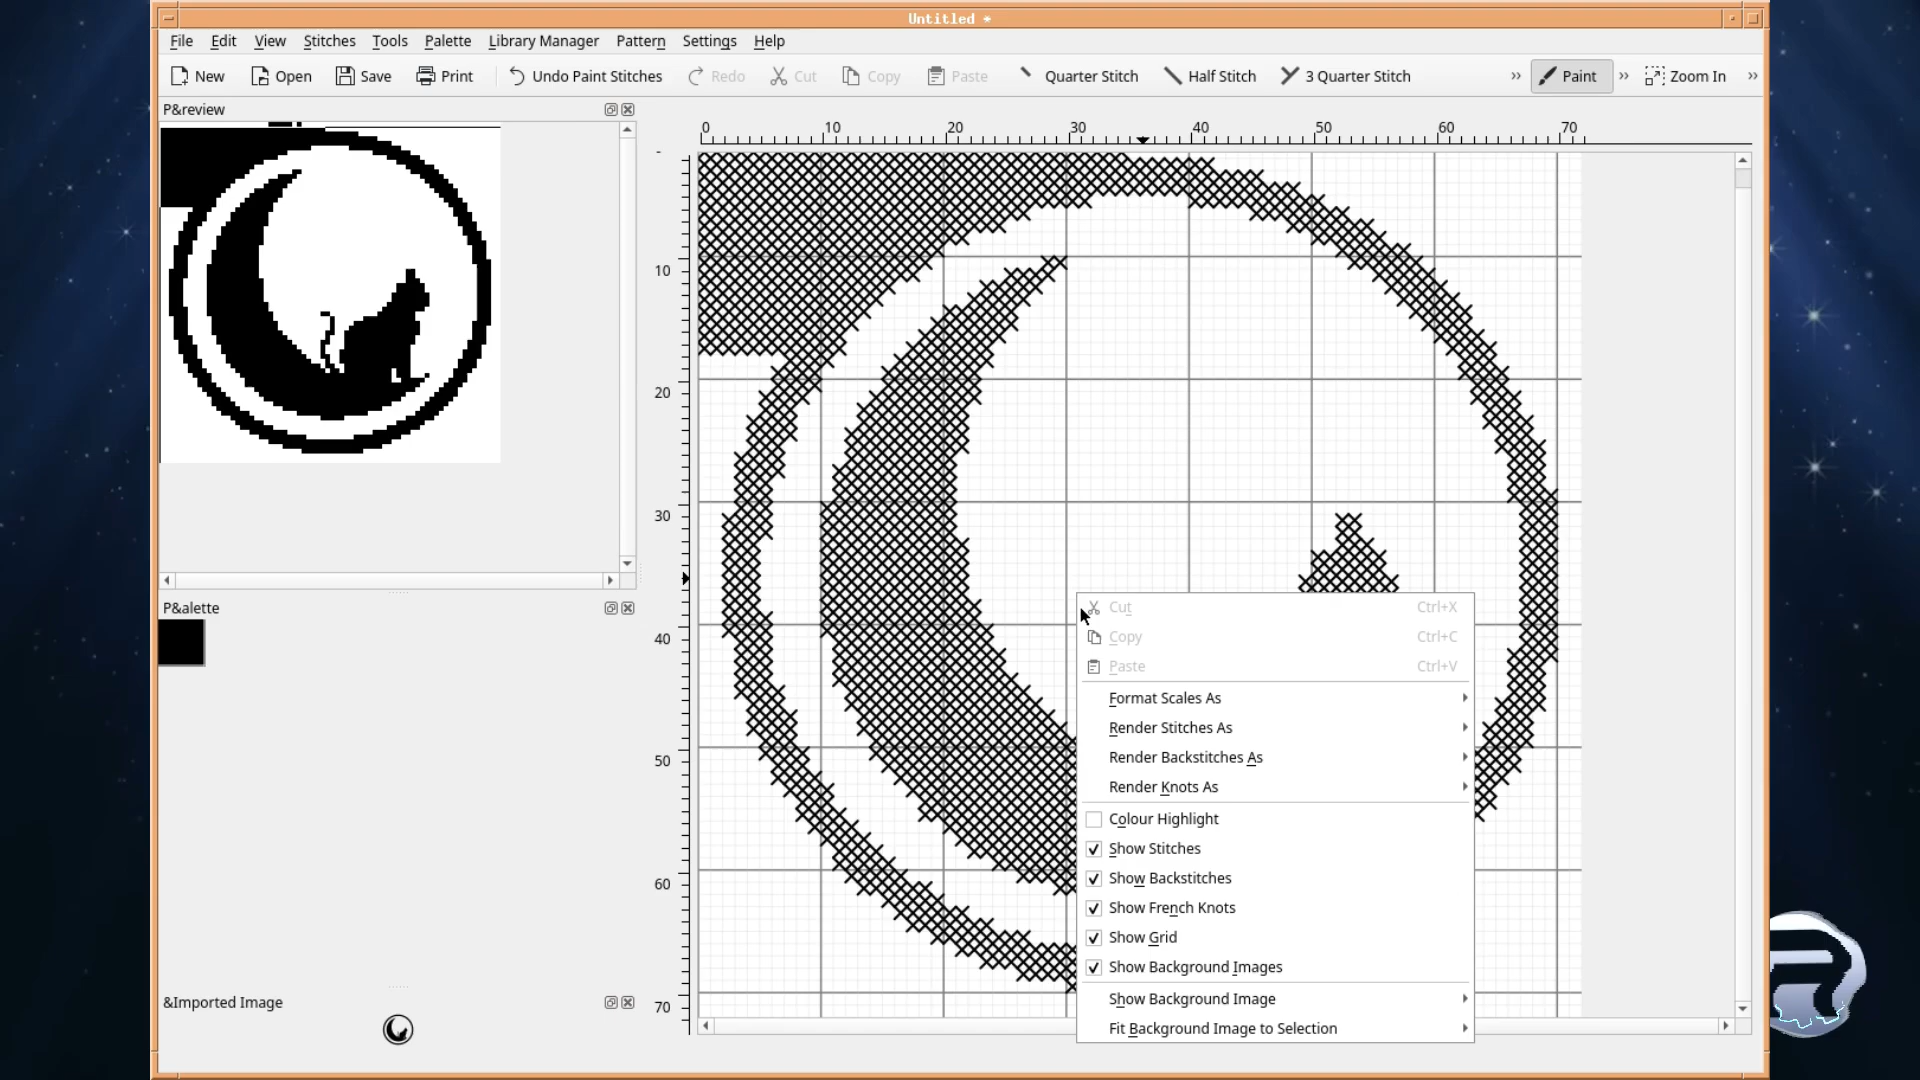 Untitled *
File Edit View Stitches Tools Palette Library Manager Pattern Settings Help
New Open Save Print Undo Paint Stitches Redo Cut Copy Paste Quarter Stitch Half Stitch 3 Quarter Stitch Paint Zoom In
P&review
0 10 20 30 40 50 60 70
10
20
30
40
50
60
70
P&alette
&Imported Image
Cut Ctrl+X
Copy Ctrl+C
Paste Ctrl+V
Format Scales As
Render Stitches As
Render Backstitches As
Render Knots As
Colour Highlight
Show Stitches
Show Backstitches
Show French Knots
Show Grid
Show Background Images
Show Background Image
Fit Background Image to Selection